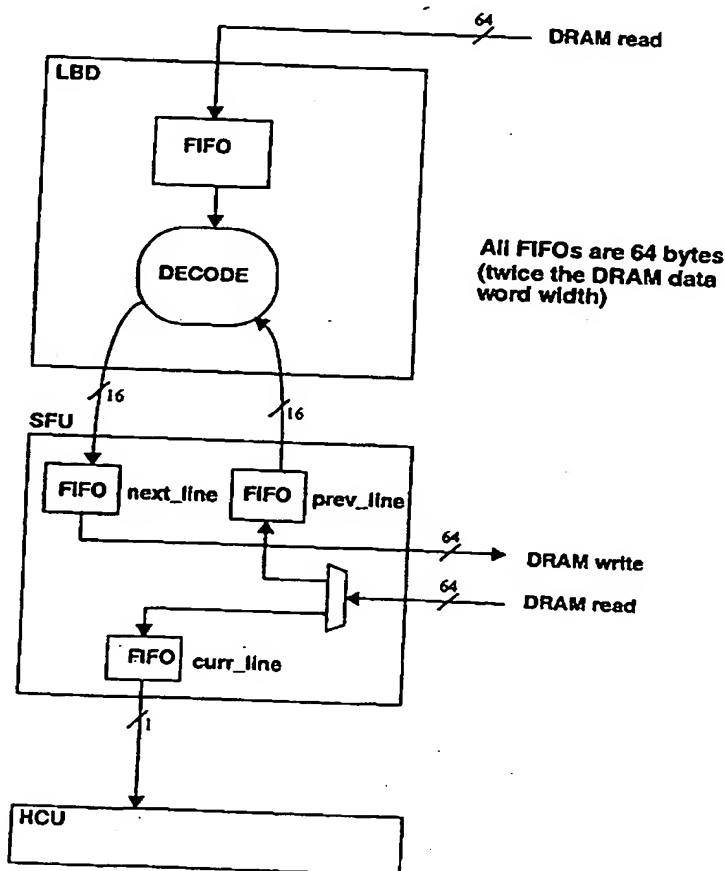 64
DRAM read
LBD
FIFO
DECODE
All FIFOs are 64 bytes
(twice the DRAM data
word width)
16
16
SFU
FIFO
next_line
FIFO
prev_line
64
DRAM write
64
DRAM read
FIFO
curr_line
1
HCU